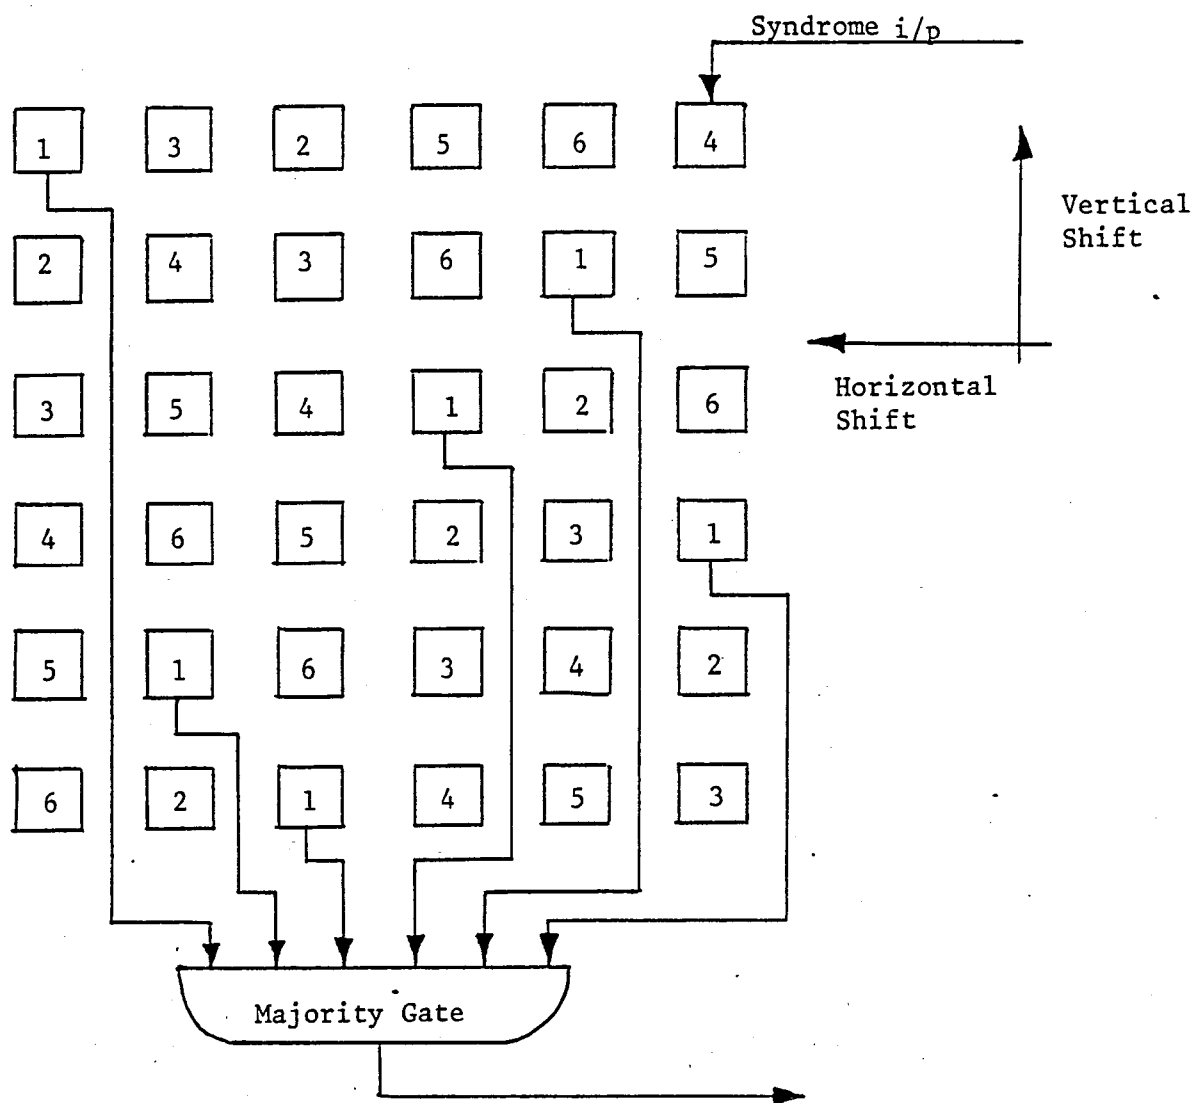 Syndrome i/p
1 3 2 5 6 4
Vertical
Shift
2 4 3 6 1 5
3 5 4 1 2 6
Horizontal
Shift
4 6 5 2 3 1
5 1 6 3 4 2
6 2 1 4 5 3
Majority Gate